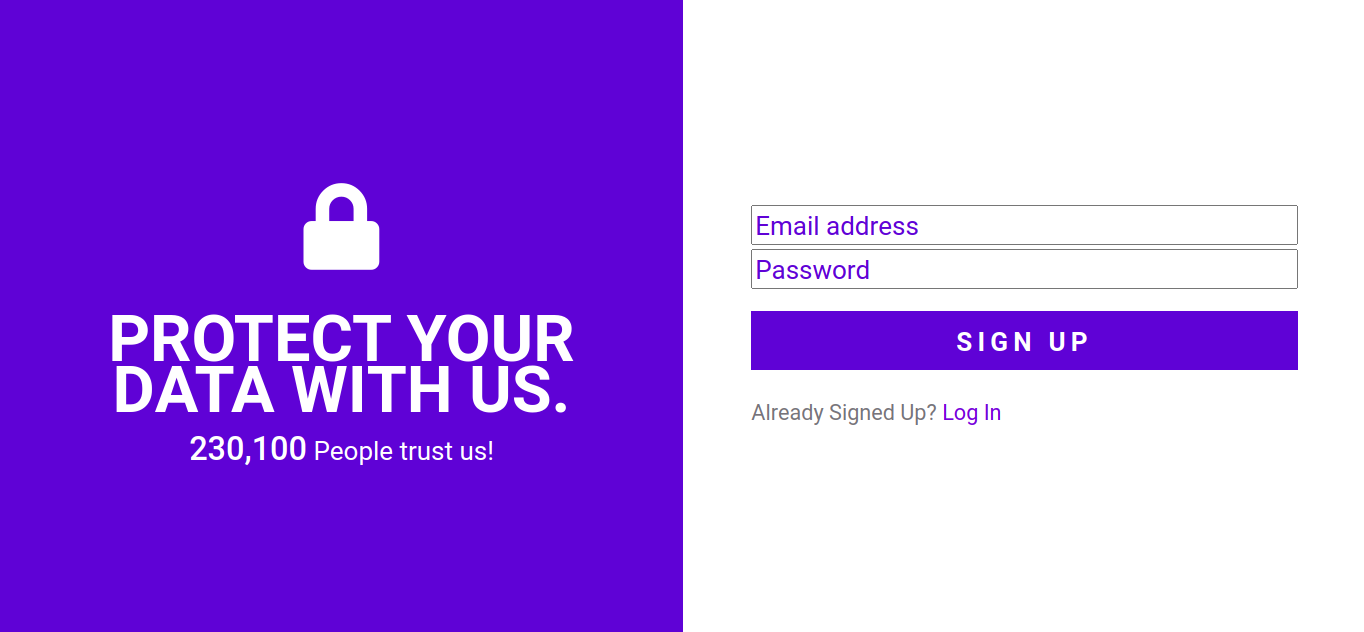 PROTECT YOUR
DATA WITH US.
230,100 People trust us!
Email address
Password
SIGN UP
Already Signed Up? Log In